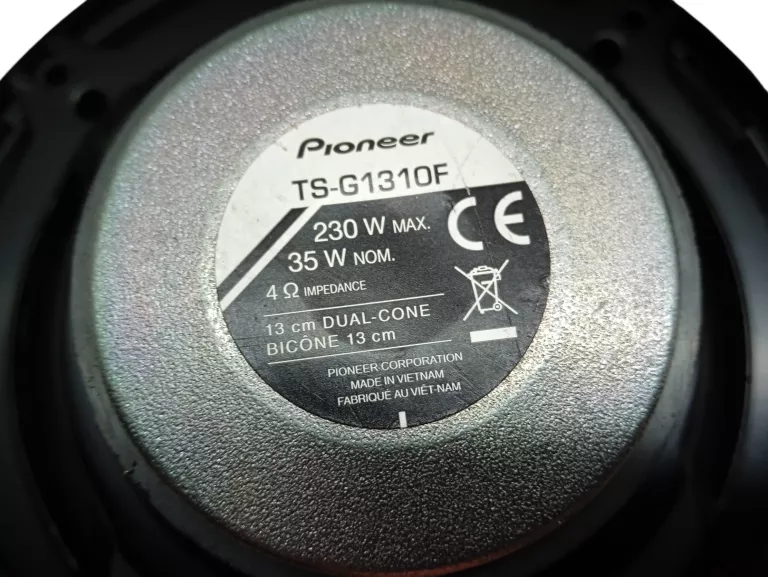 Pioneer
TS-G1310F
230 W MAX.
35 W NOM.
4 Ω IMPEDANCE
13 cm DUAL-CONE
BICÔNE 13 cm
PIONEER CORPORATION
MADE IN VIETNAM
FABRIQUÉ AU VIÊT-NAM
CE